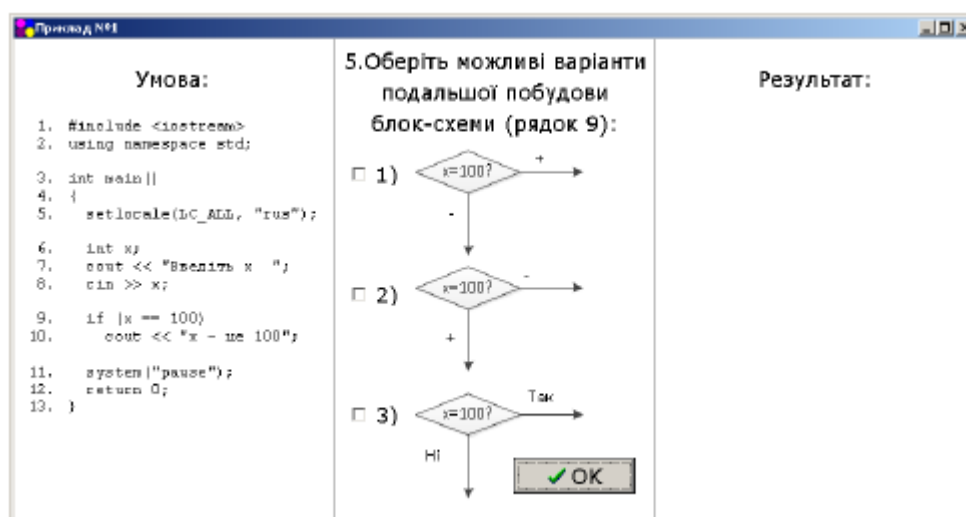 Приклад №1
Умова:
1. #include <iostream>
2. using namespace std;
3. int main()
4. {
5. setlocale(LC_ALL, "rus");
6. int x;
7. cout << "Введіть x ";
8. cin >> x;
9. if (x == 100)
10. cout << "x - це 100";
11. system("pause");
12. return 0;
13. }
5.Оберіть можливі варіанти
подальшої побудови
блок-схеми (рядок 9):
1) x=100? +
-
2) x=100? -
+
3) x=100? Так
Ні
OK
Результат: